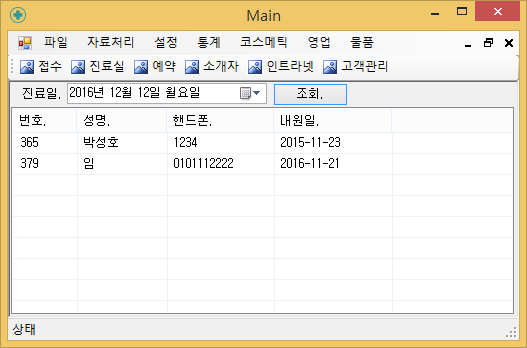 Main
파일 자료처리 설정 통계 코스메틱 영업 물품
접수 진료실 예약 소개자 인트라넷 고객관리
진료일. 2016년 12월 12일 월요일 조회.
번호. 성명. 핸드폰. 내원일.
365 박성호 1234 2015-11-23
379 임 0101112222 2016-11-21
상태